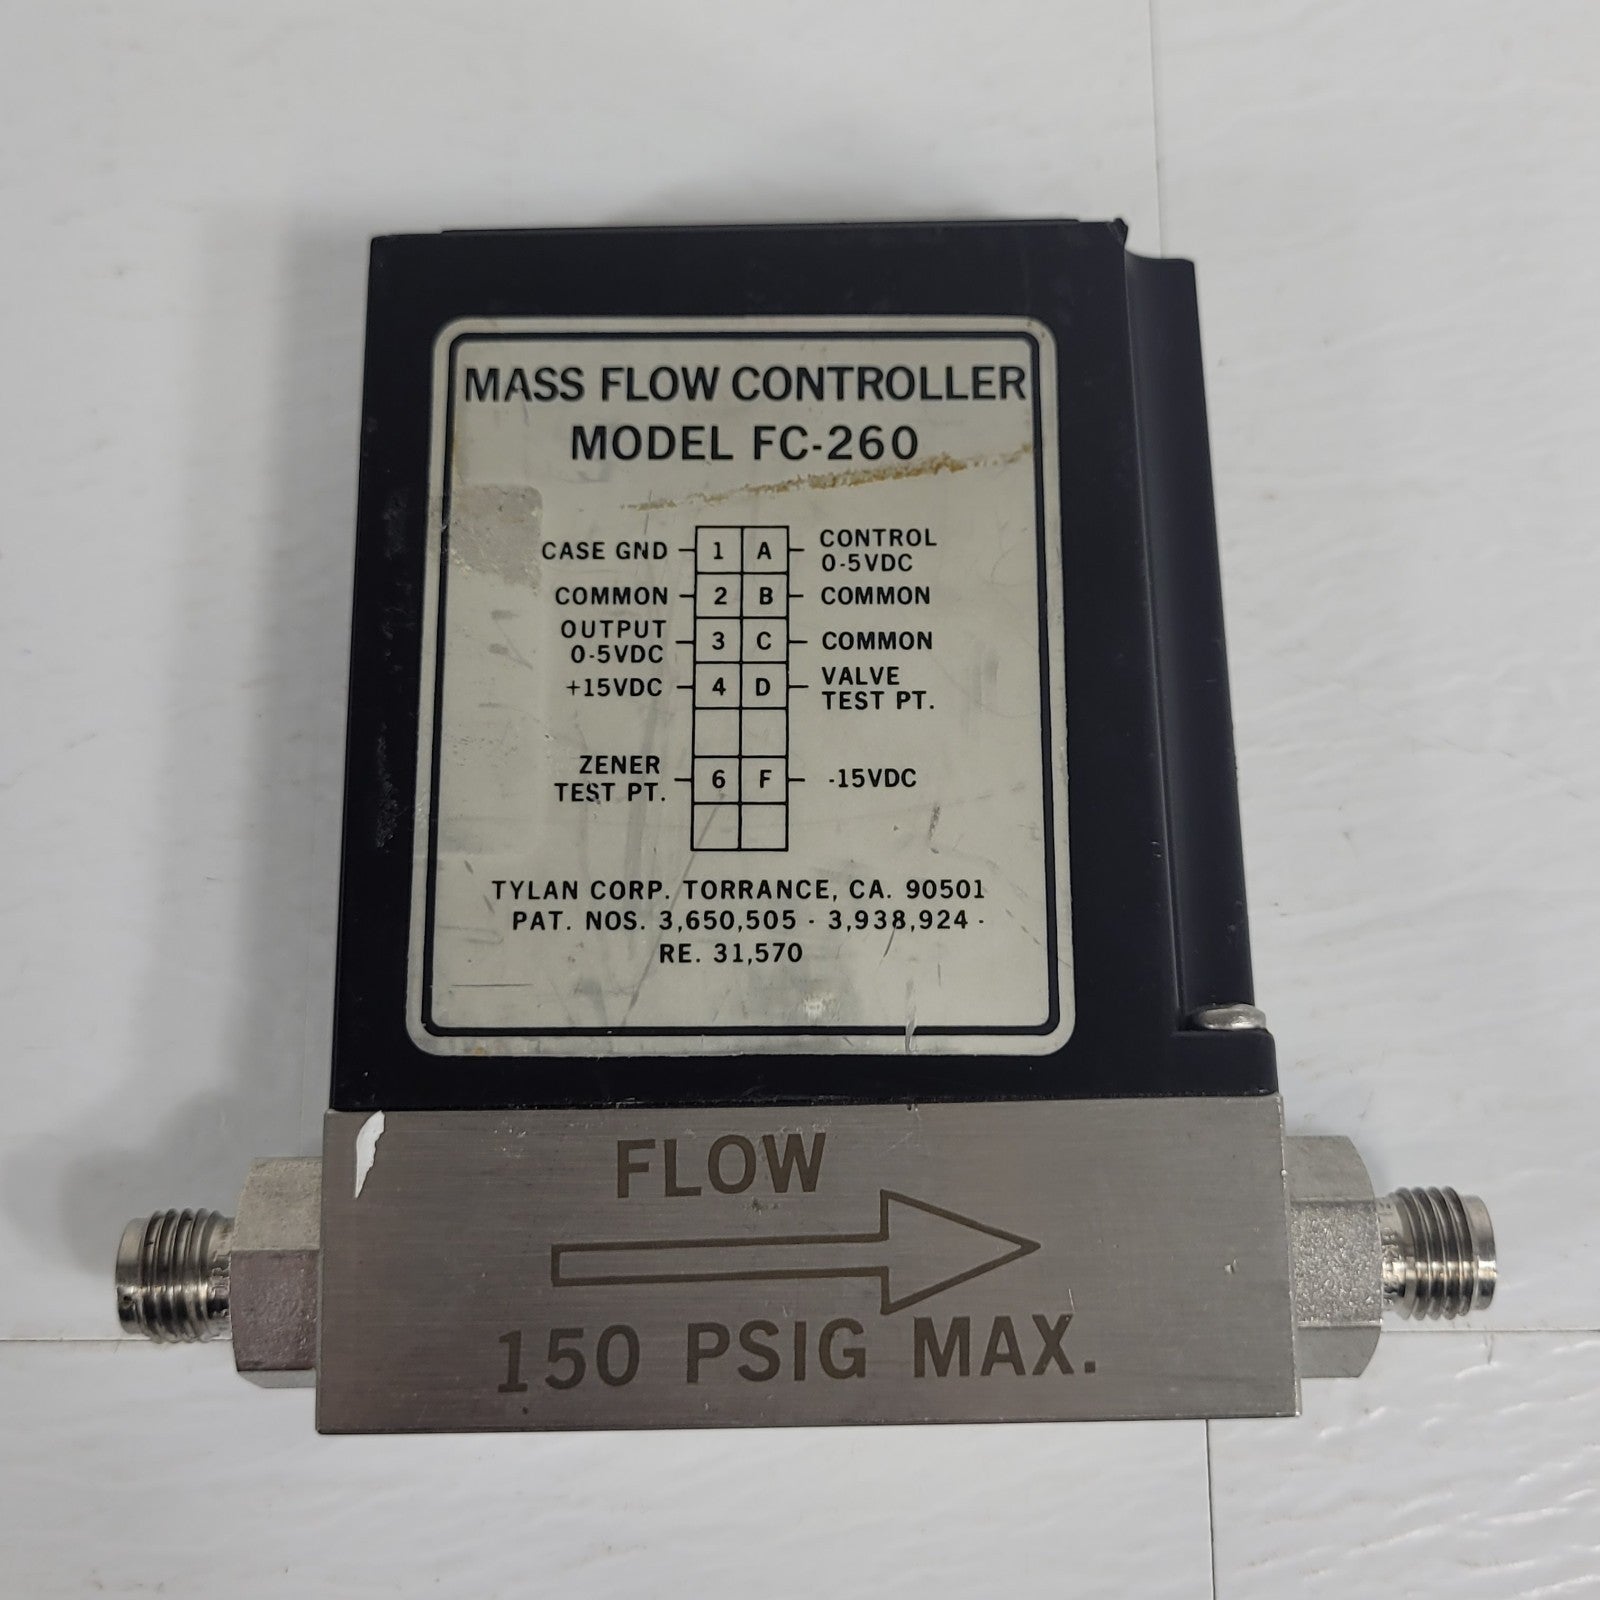 MASS FLOW CONTROLLER
MODEL FC-260
CASE GND 1 A CONTROL
0-5VDC
COMMON 2 B COMMON
OUTPUT
0-5VDC 3 C COMMON
+15VDC 4 D VALVE
TEST PT.
ZENER
TEST PT. 6 F -15VDC
TYLAN CORP. TORRANCE, CA. 90501
PAT. NOS. 3,650,505 - 3,938,924 -
RE. 31,570
FLOW
150 PSIG MAX.